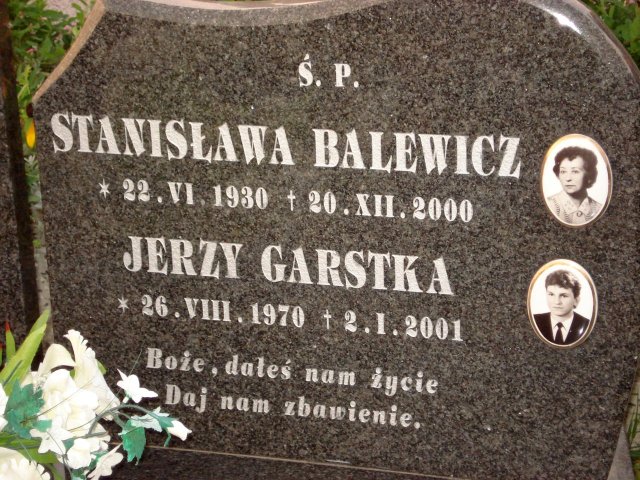 Ś. P.
STANISŁAWA BALEWICZ
* 22.VI.1930 † 20.XII.2000
JERZY GARSTKA
* 26.VIII.1970 † 2.I.2001
Boże, dałeś nam życie
Daj nam zbawienie.